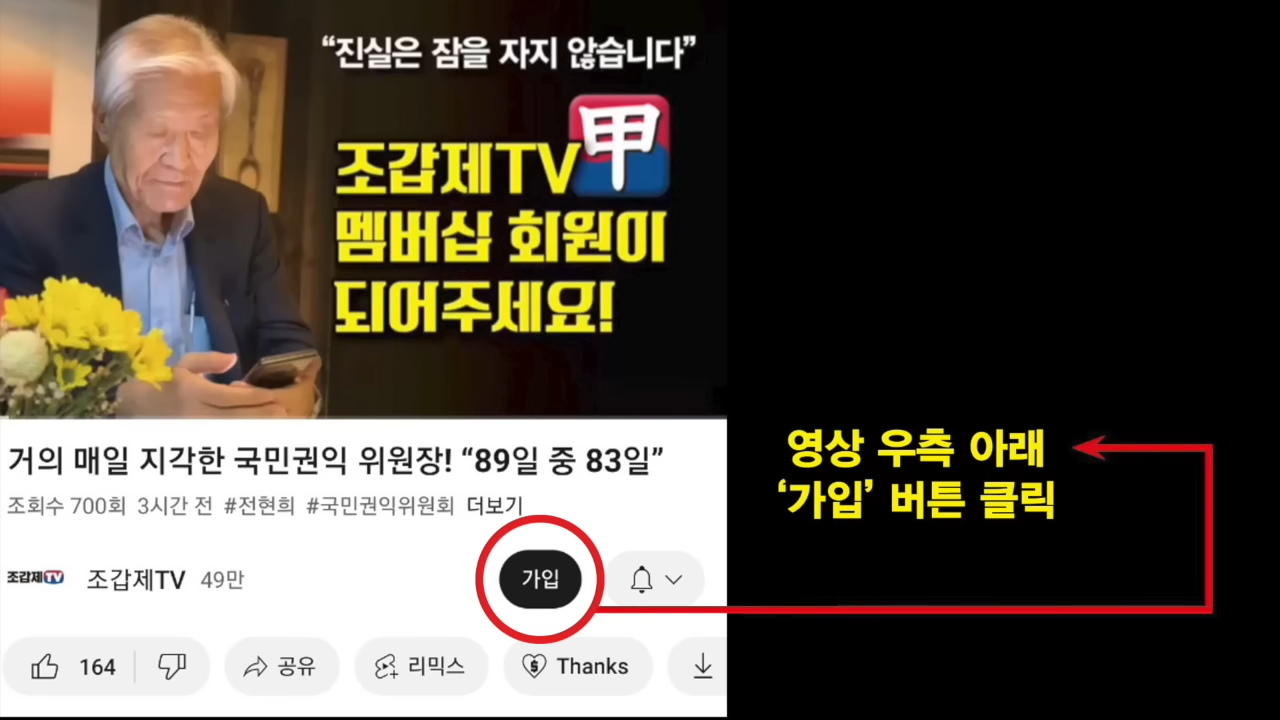 “진실은 잠을 자지 않습니다”
조갑제TV 甲
멤버십 회원이
되어주세요!
거의 매일 지각한 국민권익 위원장! “89일 중 83일”
조회수 700회 3시간 전 #전현희 #국민권익위원회 더보기
조갑제TV 조갑제TV 49만 가입
164 공유 리믹스 Thanks
영상 우측 아래
‘가입’ 버튼 클릭